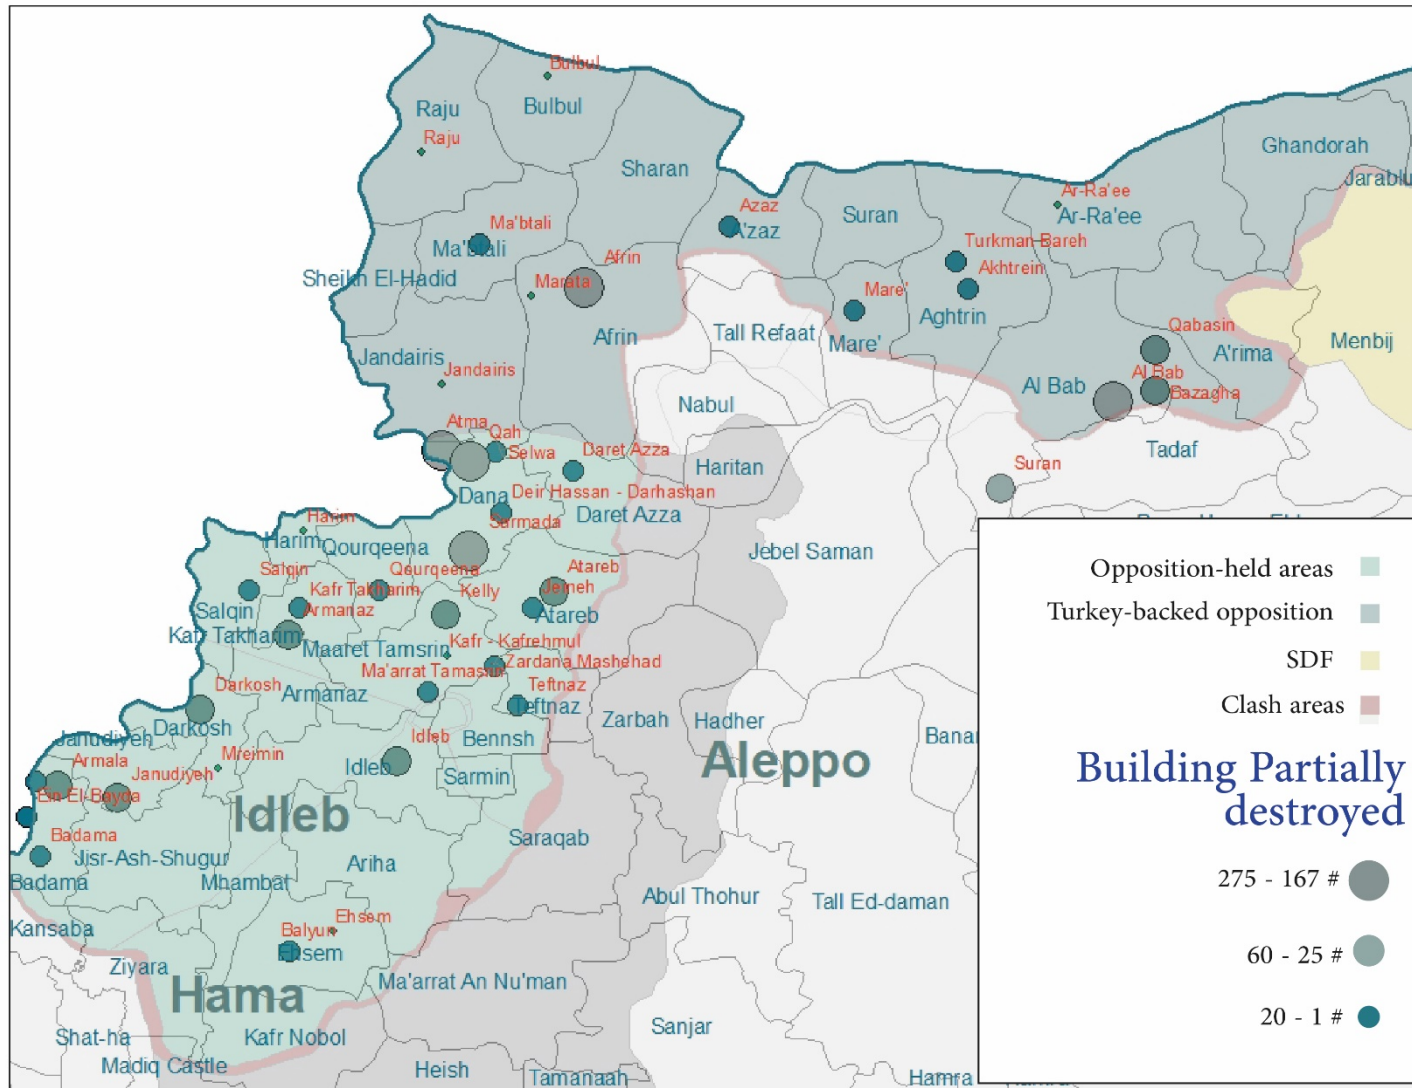 Bulbul
Raju
Bulbul
Ghandorah
Raju
Sharan
Jarablu
Ar-Ra'ee
Azaz
Suran
Ar-Ra'ee
Ma'btali
A'zaz
Ma'btali
Turkman Bareh
Afrin
Akhtrein
Sheikh El-Hadid
Marata
Mare'
Aghtrin
Qabasin
Afrin
Tall Refaat
Mare'
Menbij
A'rima
Jandairis
Jandairis
Al Bab
Al Bab
Bazagha
Nabul
Atma
Qah
Selwa
Daret Azza
Tadaf
Haritan
Suran
Dana
Deir Hassan - Darhashan
Harim
Sarmada
Daret Azza
Harim
Qourqeena
Jebel Saman
Salqin
Qourqeena
Atareb
Kafr Takharim
Kelly
Jemeh
Salqin
Armanaz
Atareb
Kafr Takharim
Maaret Tamsrin
Kafr - Kafrehmul
Ma'arrat Tamasrin
Zardana Mashehad
Darkosh
Armanaz
Teftnaz
Teftnaz
Darkosh
Zarbah
Hadher
Janudiyeh
Idleb
Bennsh
Banan
Armala
Mreimin
Aleppo
Janudiyeh
Idleb
Sarmin
Ein El-Bayda
Idleb
Badama
Saraqab
Jisr-Ash-Shugur
Ariha
Badama
Mhambal
Abul Thohur
Tall Ed-daman
Kansaba
Ehsem
Balyun
Ehsem
Ziyara
Ma'arrat An Nu'man
Hama
Sanjar
Shat-ha
Kafr Nobol
Madiq Castle
Heish
Tamanaah
Hamra
Opposition-held areas
Turkey-backed opposition
SDF
Clash areas
Building Partially
destroyed
275 - 167 #
60 - 25 #
20 - 1 #